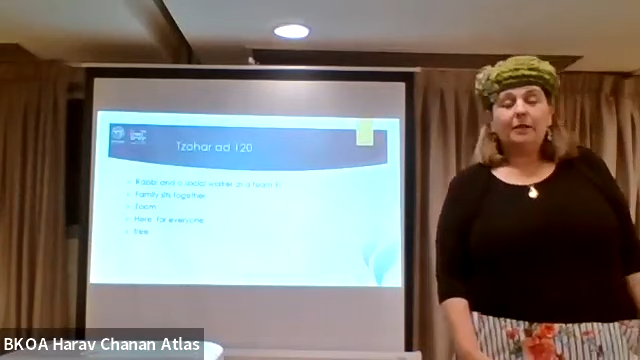 Tzohar ad 120
Rabbi and a social worker as a team
Family sits together
Zoom
Here for everyone
free
BKOA Harav Chanan Atlas